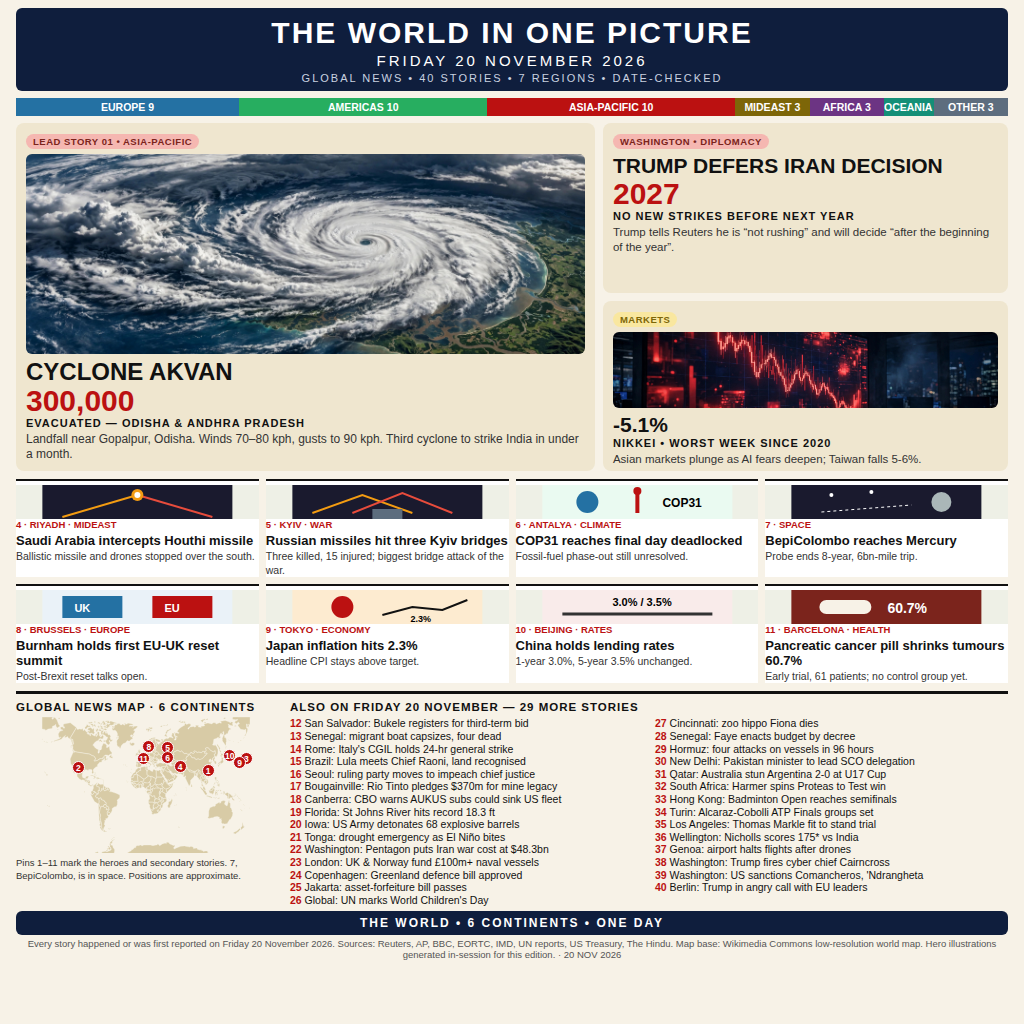 THE WORLD IN ONE PICTURE
FRIDAY 20 NOVEMBER 2026
GLOBAL NEWS • 40 STORIES • 7 REGIONS • DATE-CHECKED
EUROPE 9
AMERICAS 10
ASIA-PACIFIC 10
MIDEAST 3
AFRICA 3
OCEANIA
OTHER 3
LEAD STORY 01 • ASIA-PACIFIC
CYCLONE AKVAN
300,000
EVACUATED — ODISHA & ANDHRA PRADESH
Landfall near Gopalpur, Odisha. Winds 70–80 kph, gusts to 90 kph. Third cyclone to strike India in under
a month.
WASHINGTON • DIPLOMACY
TRUMP DEFERS IRAN DECISION
2027
NO NEW STRIKES BEFORE NEXT YEAR
Trump tells Reuters he is “not rushing” and will decide “after the beginning
of the year”.
MARKETS
-5.1%
NIKKEI • WORST WEEK SINCE 2020
Asian markets plunge as AI fears deepen; Taiwan falls 5-6%.
4 · RIYADH · MIDEAST
Saudi Arabia intercepts Houthi missile
Ballistic missile and drones stopped over the south.
5 · KYIV · WAR
Russian missiles hit three Kyiv bridges
Three killed, 15 injured; biggest bridge attack of the
war.
COP31
6 · ANTALYA · CLIMATE
COP31 reaches final day deadlocked
Fossil-fuel phase-out still unresolved.
7 · SPACE
BepiColombo reaches Mercury
Probe ends 8-year, 6bn-mile trip.
UK
EU
8 · BRUSSELS · EUROPE
Burnham holds first EU-UK reset
summit
Post-Brexit reset talks open.
2.3%
9 · TOKYO · ECONOMY
Japan inflation hits 2.3%
Headline CPI stays above target.
3.0% / 3.5%
10 · BEIJING · RATES
China holds lending rates
1-year 3.0%, 5-year 3.5% unchanged.
60.7%
11 · BARCELONA · HEALTH
Pancreatic cancer pill shrinks tumours
60.7%
Early trial, 61 patients; no control group yet.
GLOBAL NEWS MAP · 6 CONTINENTS
8
5
11
6
4
2
1
10
9
3
Pins 1–11 mark the heroes and secondary stories. 7,
BepiColombo, is in space. Positions are approximate.
ALSO ON FRIDAY 20 NOVEMBER — 29 MORE STORIES
12 San Salvador: Bukele registers for third-term bid
13 Senegal: migrant boat capsizes, four dead
14 Rome: Italy's CGIL holds 24-hr general strike
15 Brazil: Lula meets Chief Raoni, land recognised
16 Seoul: ruling party moves to impeach chief justice
17 Bougainville: Rio Tinto pledges $370m for mine legacy
18 Canberra: CBO warns AUKUS subs could sink US fleet
19 Florida: St Johns River hits record 18.3 ft
20 Iowa: US Army detonates 68 explosive barrels
21 Tonga: drought emergency as El Niño bites
22 Washington: Pentagon puts Iran war cost at $48.3bn
23 London: UK & Norway fund £100m+ naval vessels
24 Copenhagen: Greenland defence bill approved
25 Jakarta: asset-forfeiture bill passes
26 Global: UN marks World Children's Day
27 Cincinnati: zoo hippo Fiona dies
28 Senegal: Faye enacts budget by decree
29 Hormuz: four attacks on vessels in 96 hours
30 New Delhi: Pakistan minister to lead SCO delegation
31 Qatar: Australia stun Argentina 2-0 at U17 Cup
32 South Africa: Harmer spins Proteas to Test win
33 Hong Kong: Badminton Open reaches semifinals
34 Turin: Alcaraz-Cobolli ATP Finals groups set
35 Los Angeles: Thomas Markle fit to stand trial
36 Wellington: Nicholls scores 175* vs India
37 Genoa: airport halts flights after drones
38 Washington: Trump fires cyber chief Cairncross
39 Washington: US sanctions Comancheros, 'Ndrangheta
40 Berlin: Trump in angry call with EU leaders
THE WORLD • 6 CONTINENTS • ONE DAY
Every story happened or was first reported on Friday 20 November 2026. Sources: Reuters, AP, BBC, EORTC, IMD, UN reports, US Treasury, The Hindu. Map base: Wikimedia Commons low-resolution world map. Hero illustrations
generated in-session for this edition. · 20 NOV 2026